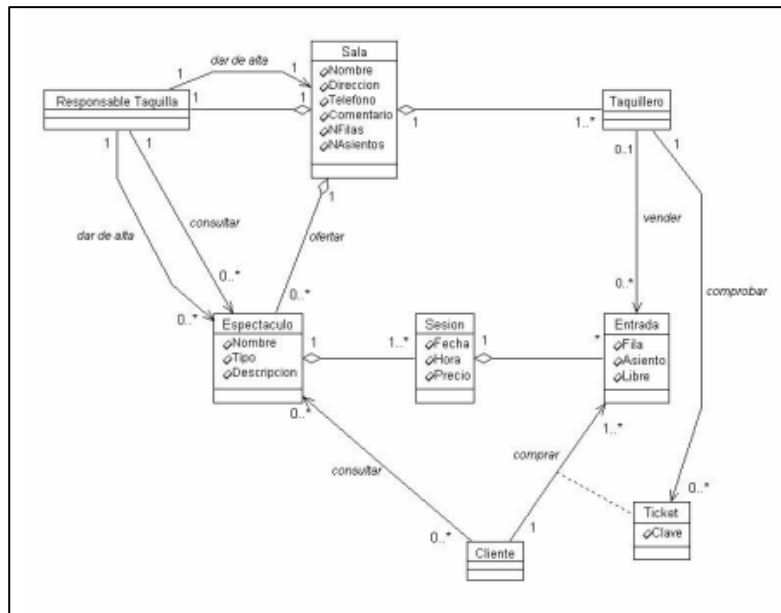 Sala
Nombre
Direccion
Telefono
Comentario
NFilas
NAsientos
dar de alta
1
1
Responsable Taquilla
1
1
1
1
Taquillero
1
1..*
1
1
0..1
1
dar de alta
consultar
ofertar
vender
comprobar
0..*
0..*
0..*
0..*
Espectaculo
Nombre
Tipo
Descripcion
1
1..*
Sesion
Fecha
Hora
Precio
1
*
Entrada
Fila
Asiento
Libre
0..*
1..*
consultar
comprar
0..*
0..*
1
Cliente
Ticket
Clave